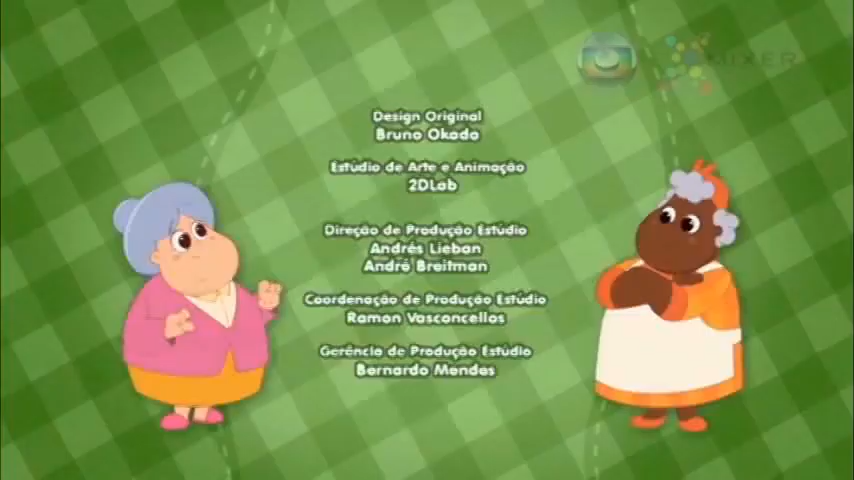 MIXER
Design Original
Bruno Okada
Estúdio de Arte e Animação
2DLab
Direção de Produção Estúdio
Andrés Lieban
André Breitman
Coordenação de Produção Estúdio
Ramon Vasconcellos
Gerência de Produção Estúdio
Bernardo Mendes